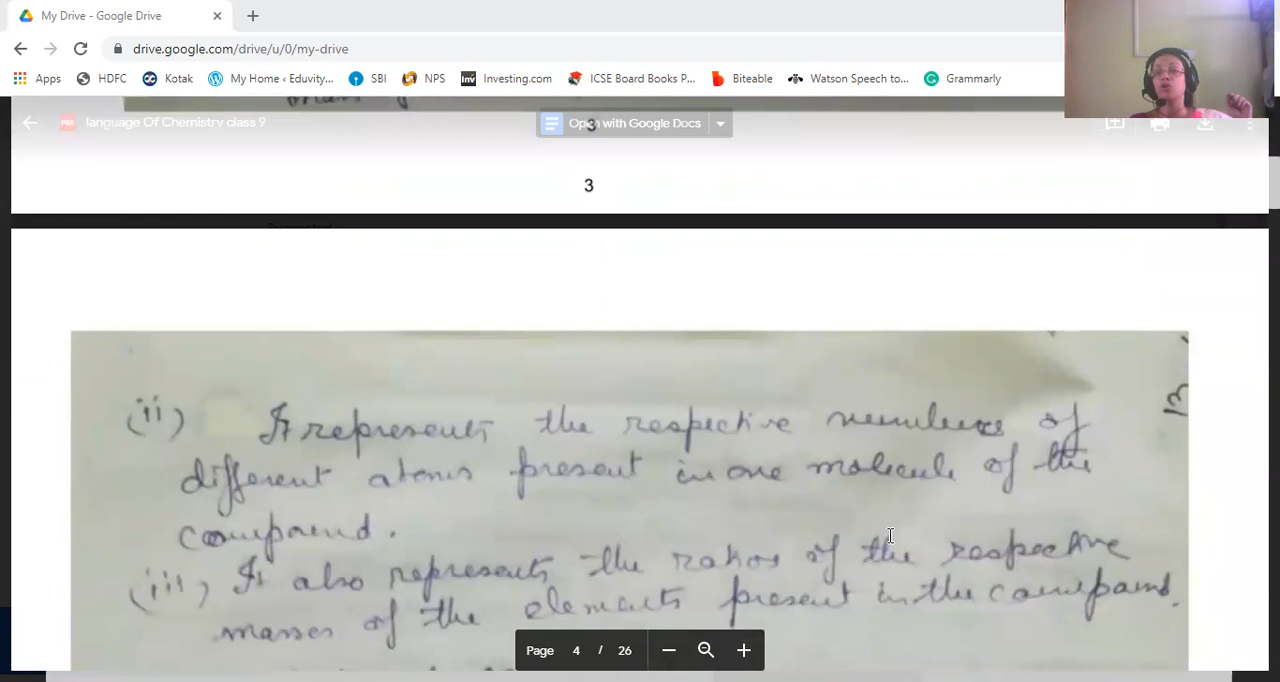 My Drive - Google Drive
drive.google.com/drive/u/0/my-drive
Apps HDFC Kotak My Home ‹ Eduvity... SBI NPS Investing.com ICSE Board Books P... Biteable Watson Speech to... Grammarly
language Of Chemistry class 9
Open with Google Docs
3
3
(ii) It represents the respective numbers of
different atoms present in one molecule of the
compound.
(iii) It also represents the ratios of the respective
masses of the elements present in the compound.
Page 4 / 26